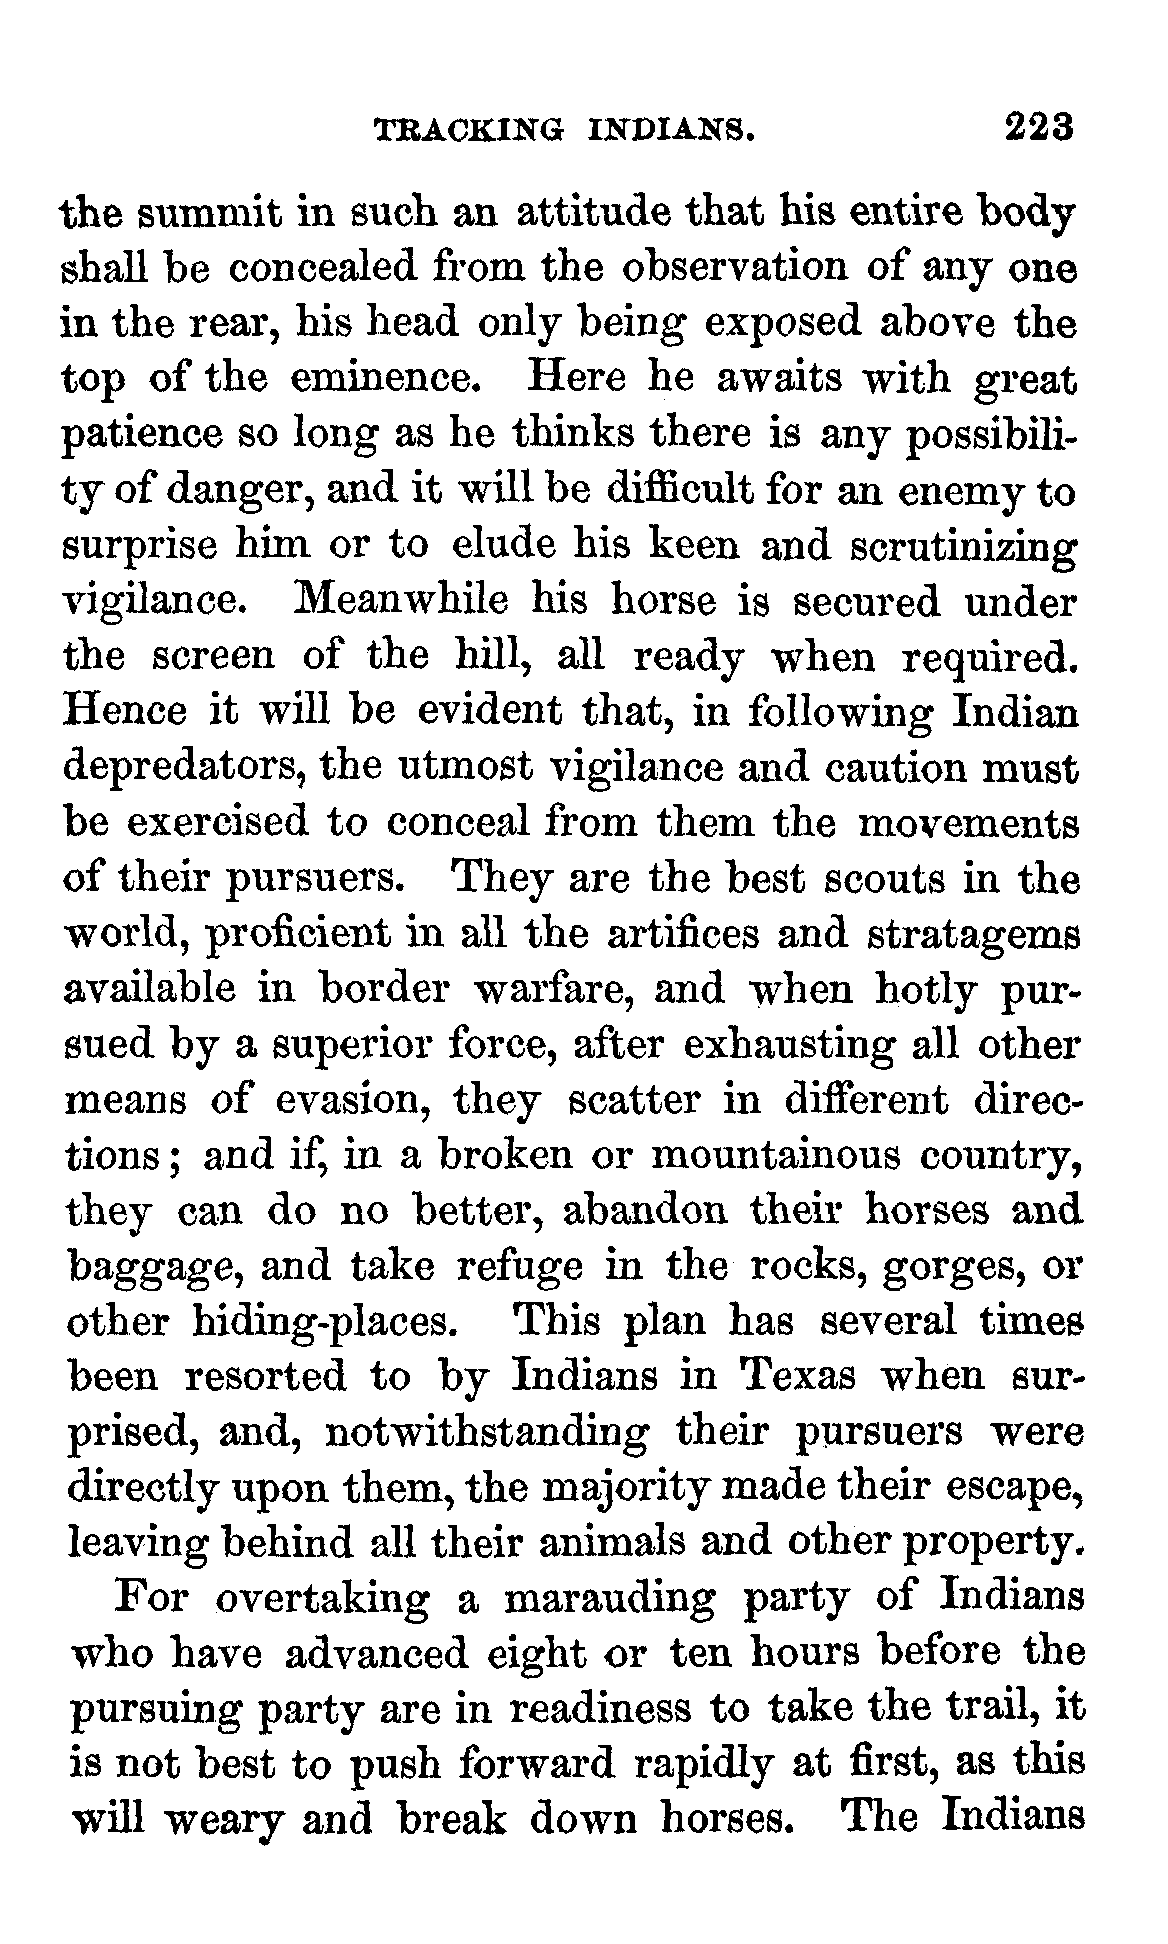 TRACKING INDIANS. 223
the summit in such an attitude that his entire body
shall be concealed from the observation of any one
in the rear, his head only being exposed above the
top of the eminence. Here he awaits with great
patience so long as he thinks there is any possibili-
ty of danger, and it will be difficult for an enemy to
surprise him or to elude his keen and scrutinizing
vigilance. Meanwhile his horse is secured under
the screen of the hill, all ready when required.
Hence it will be evident that, in following Indian
depredators, the utmost vigilance and caution must
be exercised to conceal from them the movements
of their pursuers. They are the best scouts in the
world, proficient in all the artifices and stratagems
available in border warfare, and when hotly pur-
sued by a superior force, after exhausting all other
means of evasion, they scatter in different direc-
tions; and if, in a broken or mountainous country,
they can do no better, abandon their horses and
baggage, and take refuge in the rocks, gorges, or
other hiding-places. This plan has several times
been resorted to by Indians in Texas when sur-
prised, and, notwithstanding their pursuers were
directly upon them, the majority made their escape,
leaving behind all their animals and other property.
For overtaking a marauding party of Indians
who have advanced eight or ten hours before the
pursuing party are in readiness to take the trail, it
is not best to push forward rapidly at first, as this
will weary and break down horses. The Indians